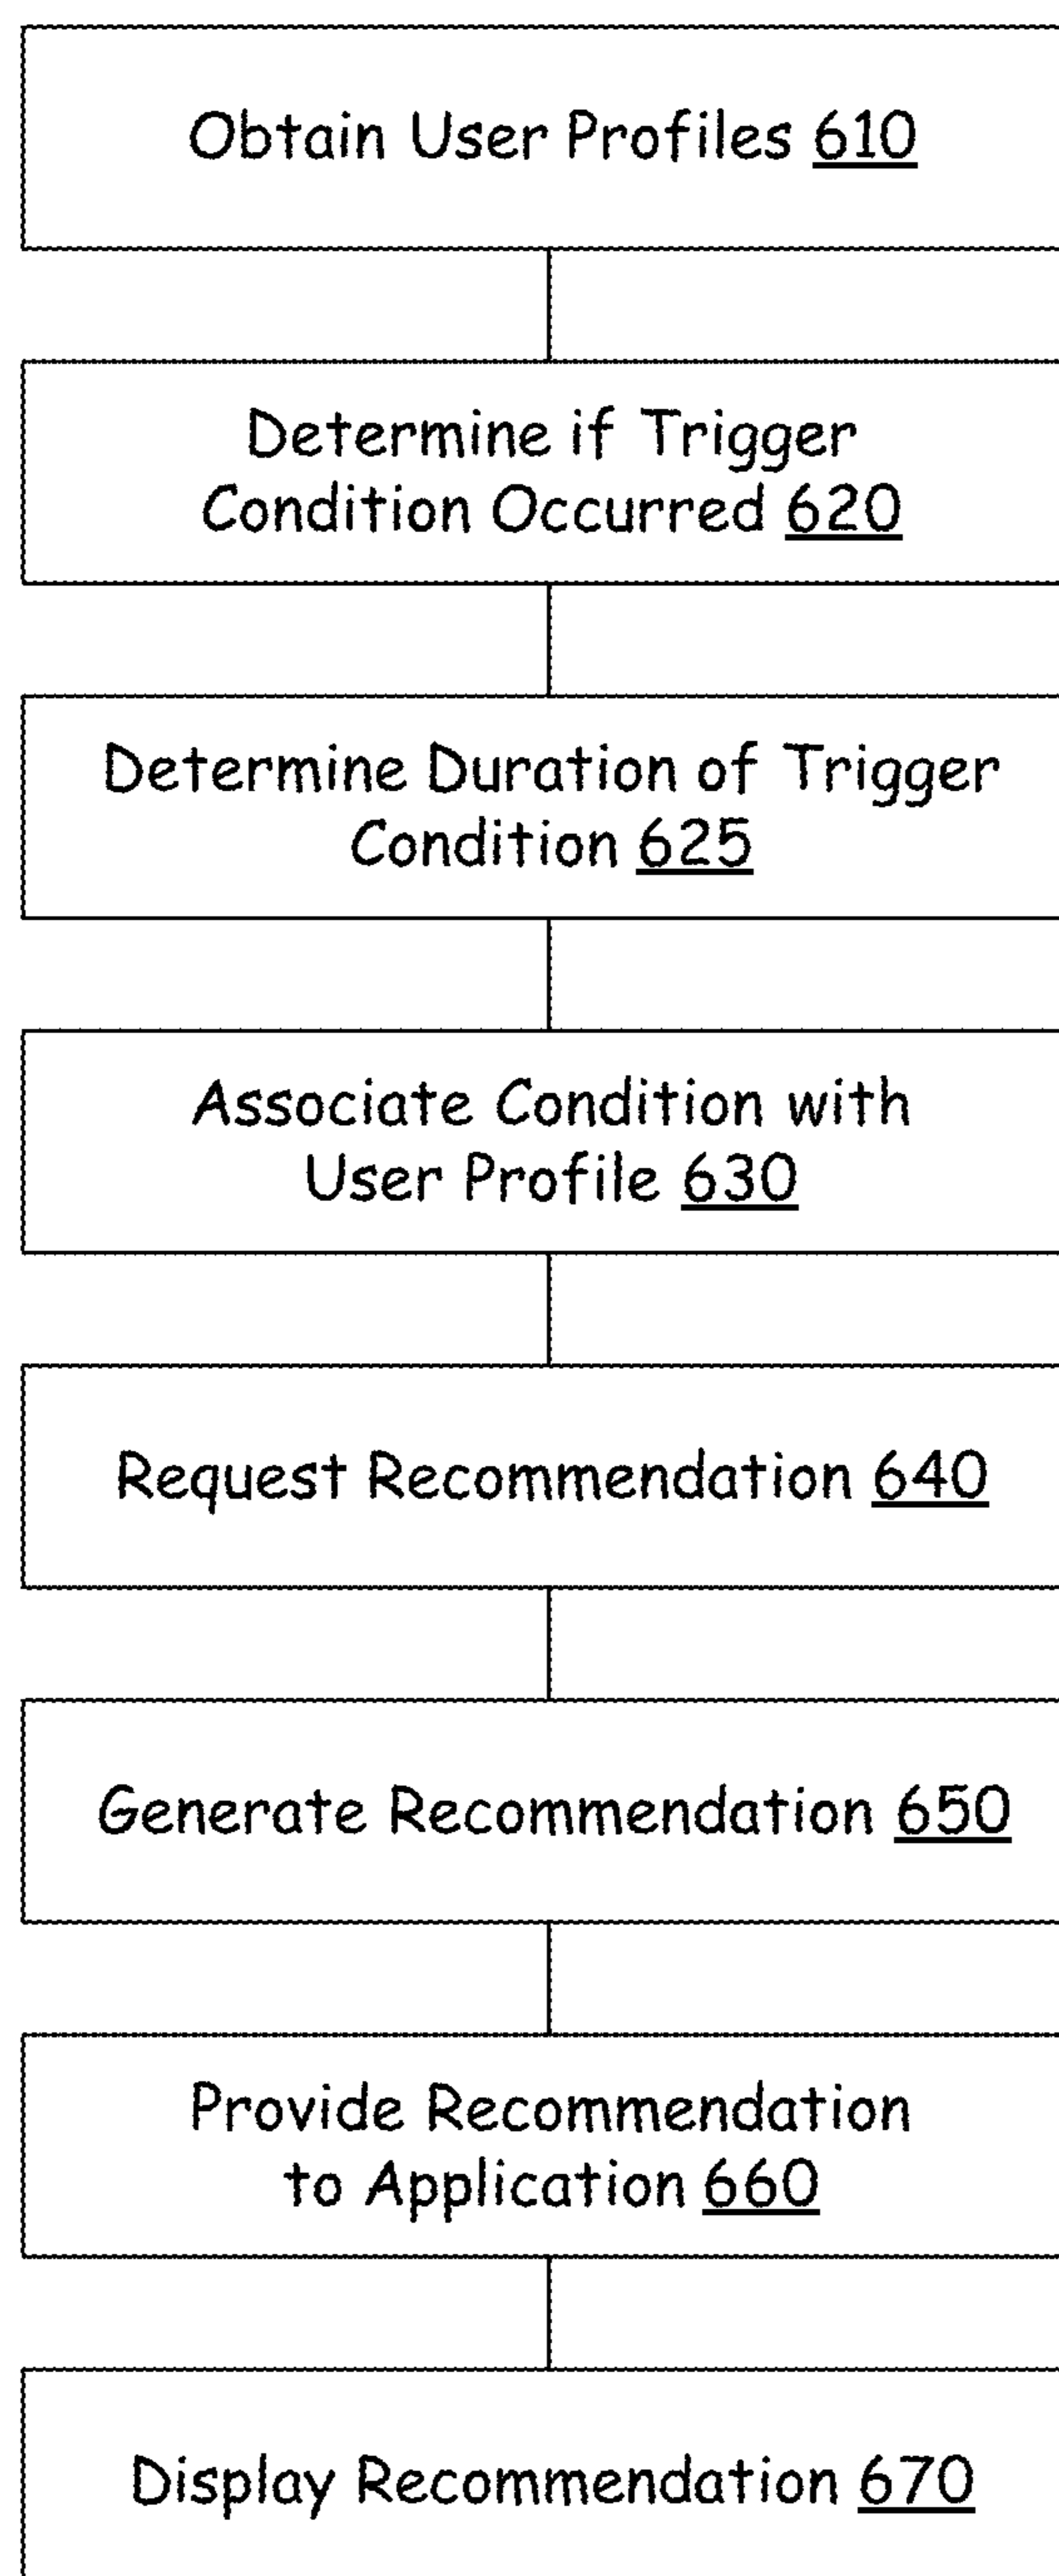 Obtain User Profiles 610
Determine if Trigger
Condition Occurred 620
Determine Duration of Trigger
Condition 625
Associate Condition with
User Profile 630
Request Recommendation 640
Generate Recommendation 650
Provide Recommendation
to Application 660
Display Recommendation 670